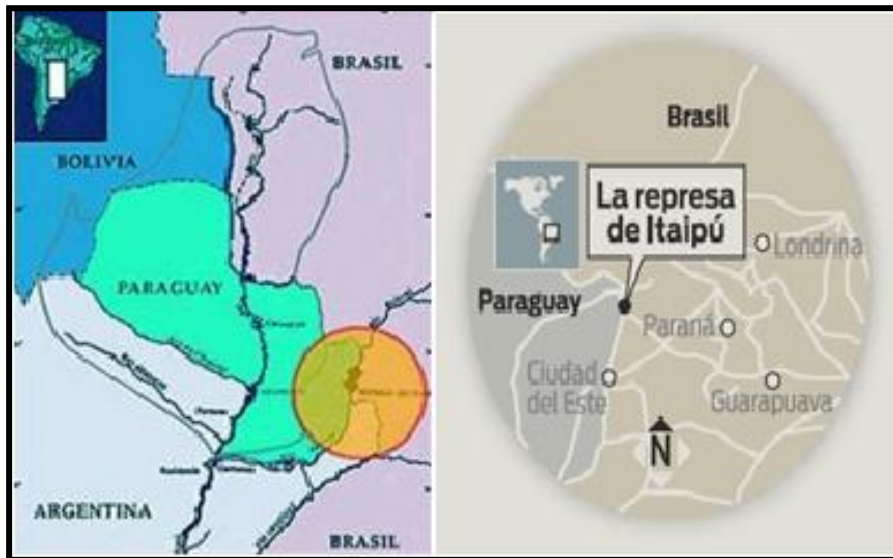 BRASIL
BOLIVIA
PARAGUAY
ARGENTINA
BRASIL
Brasil
La represa
de Itaipú
Londrina
Paraguay
Paraná
Ciudad
del Este
Guarapuava
N